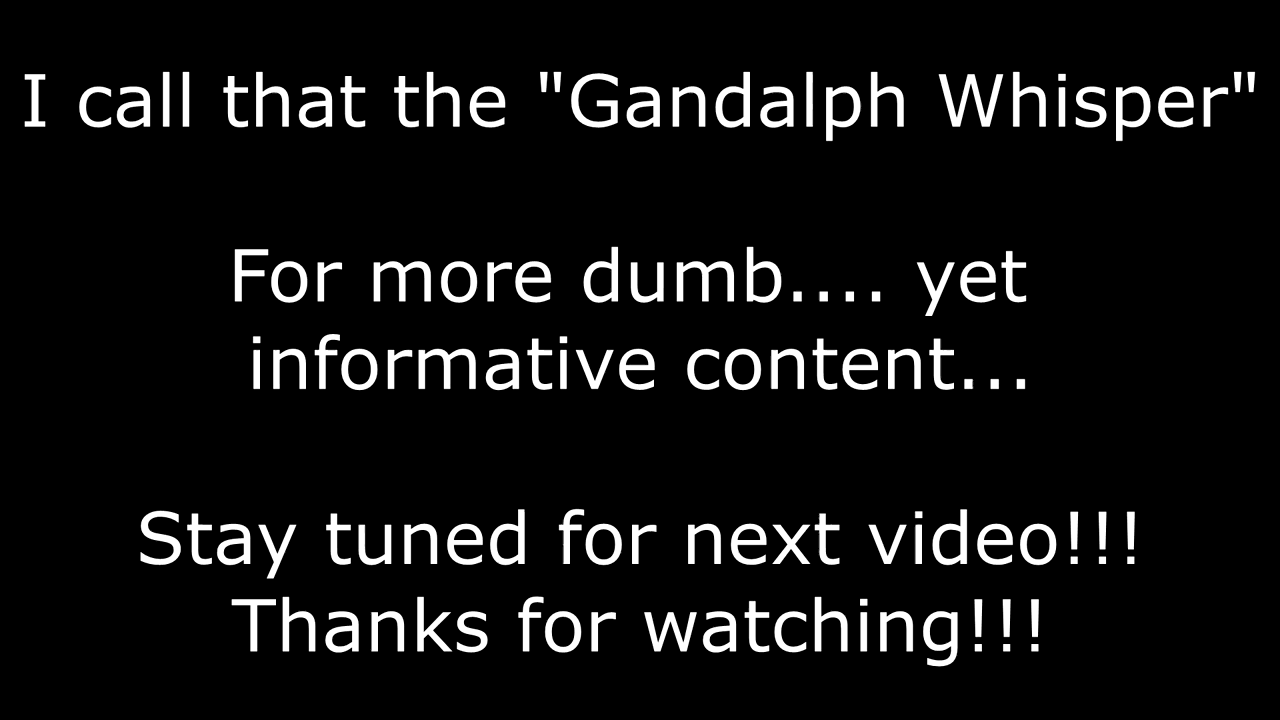 I call that the "Gandalph Whisper"
For more dumb.... yet
informative content...
Stay tuned for next video!!!
Thanks for watching!!!